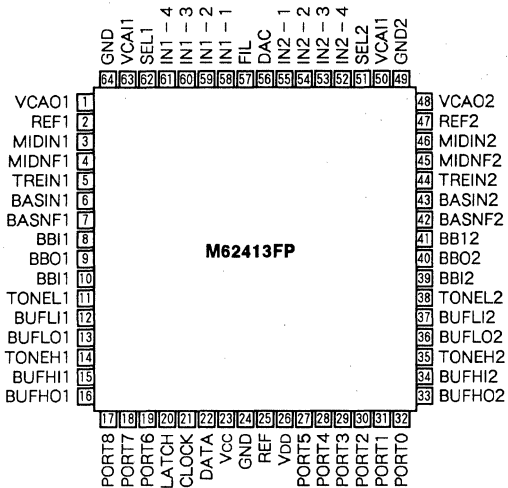 GND
VCAI1
SEL1
IN1-4
IN1-3
IN1-2
IN1-1
FIL
DAC
IN2-1
IN2-2
IN2-3
IN2-4
SEL2
VCAI1
GND2
64 63 62 61 60 59 58 57 56 55 54 53 52 51 50 49
VCAO1 1
REF1 2
MIDIN1 3
MIDNF1 4
TREIN1 5
BASIN1 6
BASNF1 7
BBI1 8
BBO1 9
BBI1 10
TONEL1 11
BUFLI1 12
BUFLO1 13
TONEH1 14
BUFHI1 15
BUFHO1 16
M62413FP
48 VCAO2
47 REF2
46 MIDIN2
45 MIDNF2
44 TREIN2
43 BASIN2
42 BASNF2
41 BB12
40 BBO2
39 BBI2
38 TONEL2
37 BUFLI2
36 BUFLO2
35 TONEH2
34 BUFHI2
33 BUFHO2
17 18 19 20 21 22 23 24 25 26 27 28 29 30 31 32
PORT8
PORT7
PORT6
LATCH
CLOCK
DATA
VCC
GND
REF
VDD
PORT5
PORT4
PORT3
PORT2
PORT1
PORT0